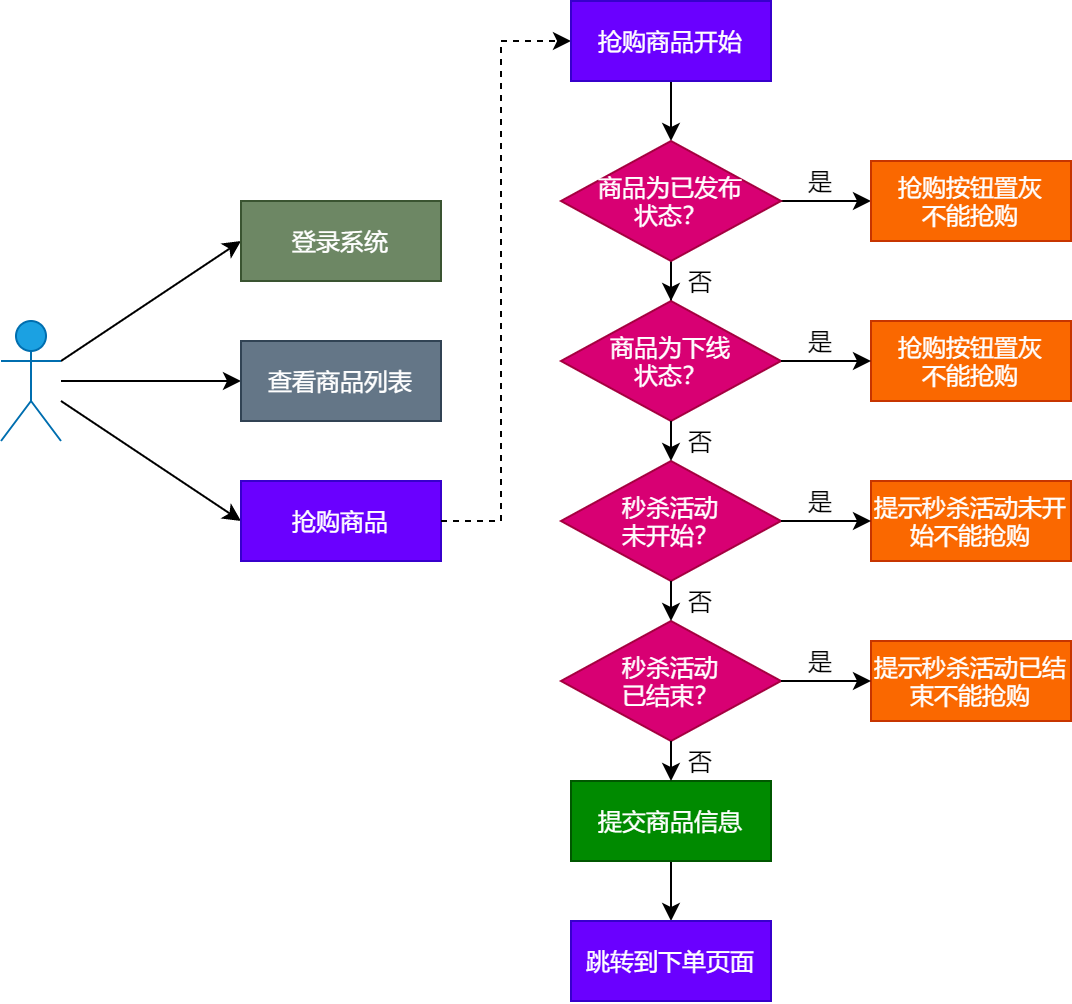 抢购商品开始
商品为已发布
状态?
是
抢购按钮置灰
不能抢购
登录系统
否
商品为下线
状态?
是
抢购按钮置灰
不能抢购
查看商品列表
否
秒杀活动
未开始?
是
提示秒杀活动未开
始不能抢购
抢购商品
否
秒杀活动
已结束?
是
提示秒杀活动已结
束不能抢购
否
提交商品信息
跳转到下单页面